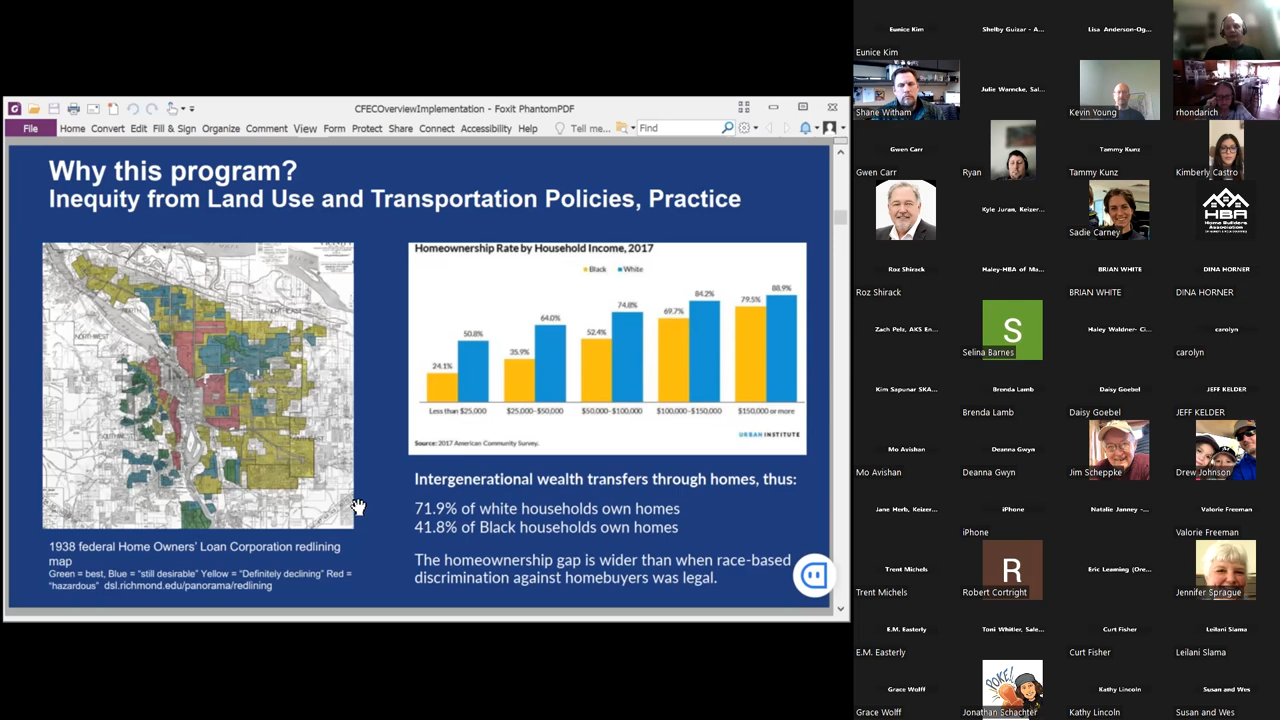 CFECOverviewImplementation - Foxit PhantomPDF
File Home Convert Edit Fill & Sign Organize Comment View Form Protect Share Connect Accessibility Help Tell me... Find
Why this program?
Inequity from Land Use and Transportation Policies, Practice
1938 federal Home Owners' Loan Corporation redlining
map
Green = best, Blue = “still desirable” Yellow = “Definitely declining” Red =
“hazardous” dsl.richmond.edu/panorama/redlining
Homeownership Rate by Household Income, 2017
Black White
24.1% 50.8% 35.9% 64.0% 52.4% 74.8% 69.7% 84.2% 79.5% 88.9%
Less than $25,000 $25,000–$50,000 $50,000–$100,000 $100,000–$150,000 $150,000 or more
URBAN INSTITUTE
Source: 2017 American Community Survey.
Intergenerational wealth transfers through homes, thus:
71.9% of white households own homes
41.8% of Black households own homes
The homeownership gap is wider than when race-based
discrimination against homebuyers was legal.
Eunice Kim Shelby Guizar - A... Lisa Anderson-Og...
Eunice Kim
Julie Warncke, Sal...
Shane Witham Kevin Young rhondarich
Gwen Carr Tammy Kunz
Gwen Carr Ryan Tammy Kunz Kimberly Castro
Kyle Juran, Keizer...
HBA
Home Builders
Association
Sadie Carney
Roz Shirack Haley-HBA of Ma... BRIAN WHITE DINA HORNER
Roz Shirack BRIAN WHITE DINA HORNER
Zach Pelz, AKS En... S Haley Waldner- Ci... carolyn
Selina Barnes carolyn
Kim Sapunar SKA... Brenda Lamb Daisy Goebel JEFF KELDER
Brenda Lamb Daisy Goebel JEFF KELDER
Mo Avishan Deanna Gwyn
Mo Avishan Deanna Gwyn Jim Scheppke Drew Johnson
Jane Herb, Keizer... iPhone Natalie Janney -... Valorie Freeman
iPhone Valorie Freeman
Trent Michels R Eric Leaming (Ore...
Trent Michels Robert Cortright Jennifer Sprague
E.M. Easterly Toni Whitler, Sale... Curt Fisher Leilani Slama
E.M. Easterly Curt Fisher Leilani Slama
Grace Wolff POKE! Kathy Lincoln Susan and Wes
Grace Wolff Jonathan Schachter Kathy Lincoln Susan and Wes